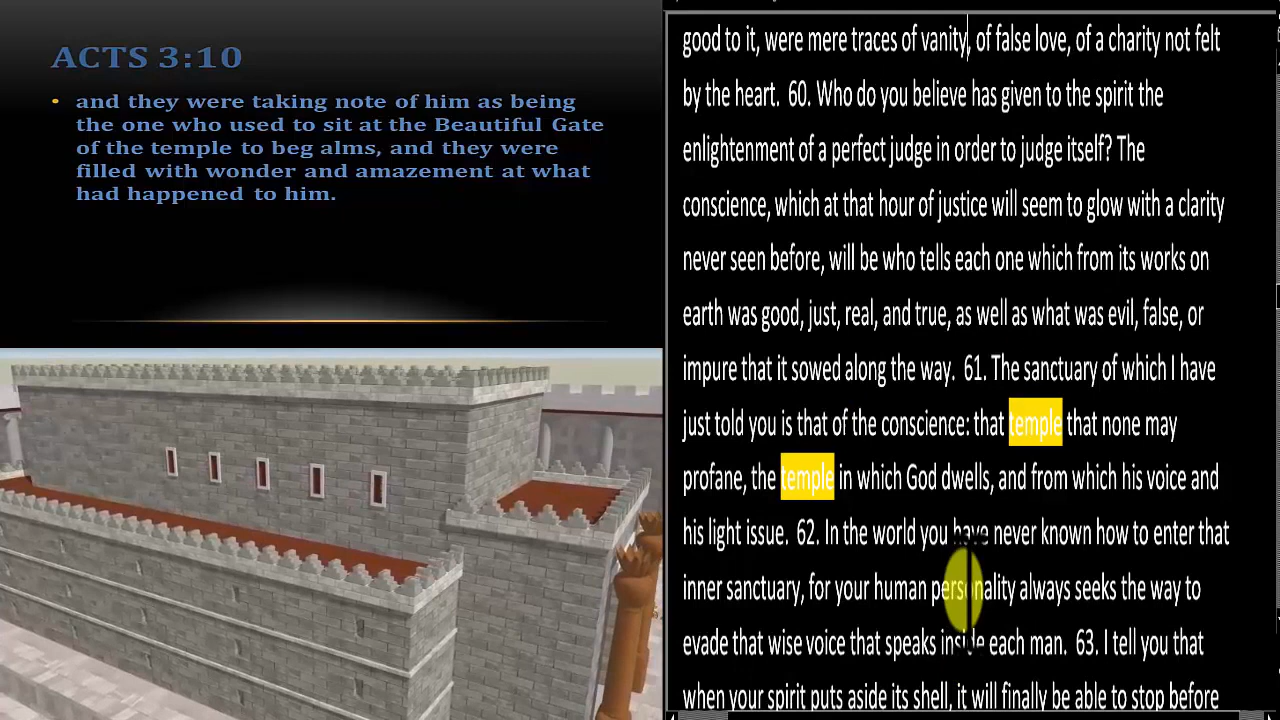 ACTS 3:10
• and they were taking note of him as being
the one who used to sit at the Beautiful Gate
of the temple to beg alms, and they were
filled with wonder and amazement at what
had happened to him.
good to it, were mere traces of vanity, of false love, of a charity not felt
by the heart. 60. Who do you believe has given to the spirit the
enlightenment of a perfect judge in order to judge itself? The
conscience, which at that hour of justice will seem to glow with a clarity
never seen before, will be who tells each one which from its works on
earth was good, just, real, and true, as well as what was evil, false, or
impure that it sowed along the way. 61. The sanctuary of which I have
just told you is that of the conscience: that temple that none may
profane, the temple in which God dwells, and from which his voice and
his light issue. 62. In the world you have never known how to enter that
inner sanctuary, for your human personality always seeks the way to
evade that wise voice that speaks inside each man. 63. I tell you that
when your spirit puts aside its shell, it will finally be able to stop before